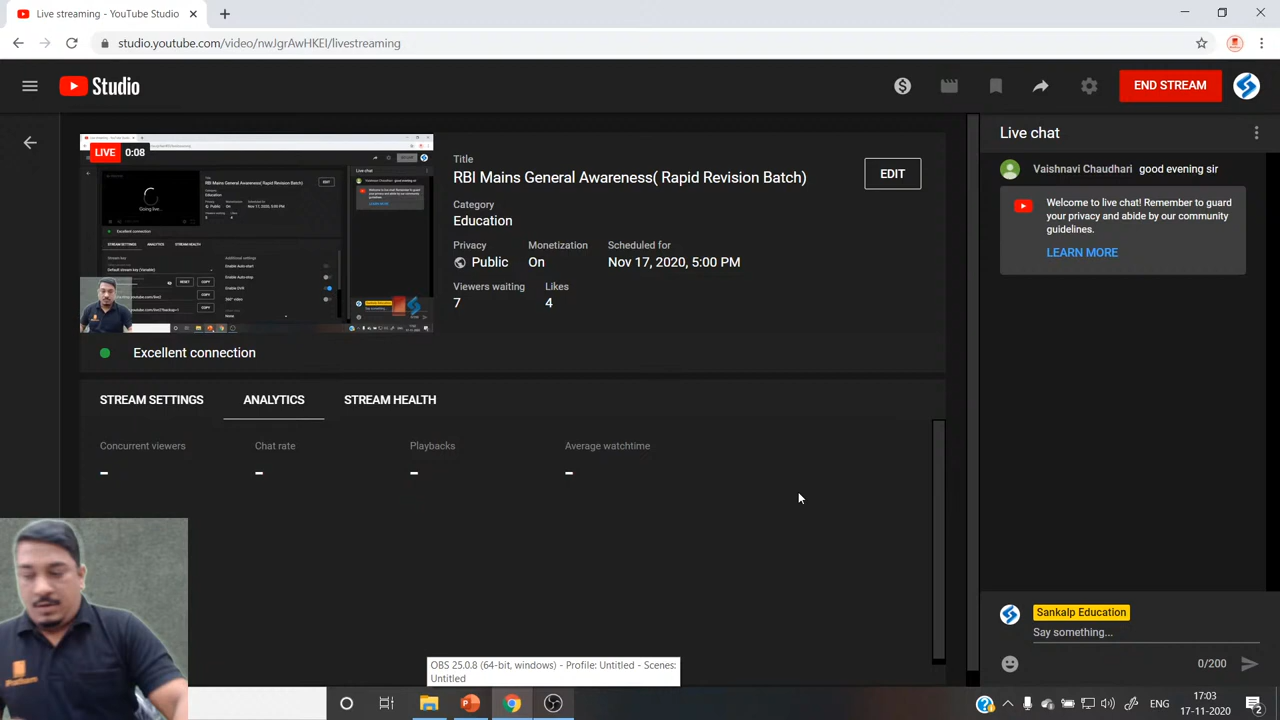 Live streaming - YouTube Studio
studio.youtube.com/video/nwJgrAwHKEI/livestreaming
Studio
END STREAM
LIVE 0:08
Title
RBI Mains General Awareness( Rapid Revision Batch)
EDIT
Category
Education
Privacy Monetization Scheduled for
Public On Nov 17, 2020, 5:00 PM
Viewers waiting Likes
7 4
Excellent connection
STREAM SETTINGS ANALYTICS STREAM HEALTH
Concurrent viewers Chat rate Playbacks Average watchtime
Live chat
Vaishnavi Chaudhari good evening sir
Welcome to live chat! Remember to guard
your privacy and abide by our community
guidelines.
LEARN MORE
Sankalp Education
Say something...
0/200
OBS 25.0.8 (64-bit, windows) - Profile: Untitled - Scenes:
Untitled
ENG
17:03
17-11-2020
2